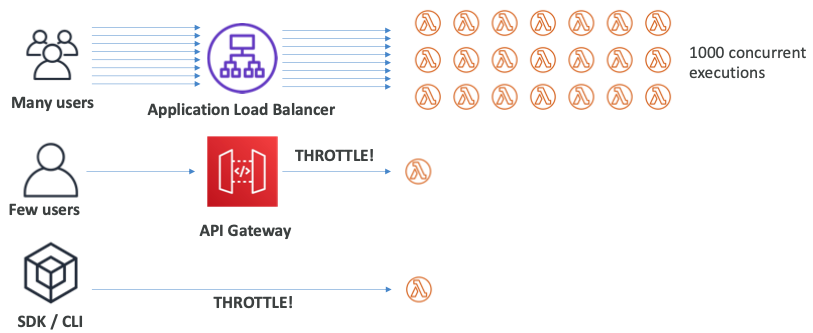 Many users
Application Load Balancer
1000 concurrent
executions
Few users
THROTTLE!
API Gateway
SDK / CLI
THROTTLE!